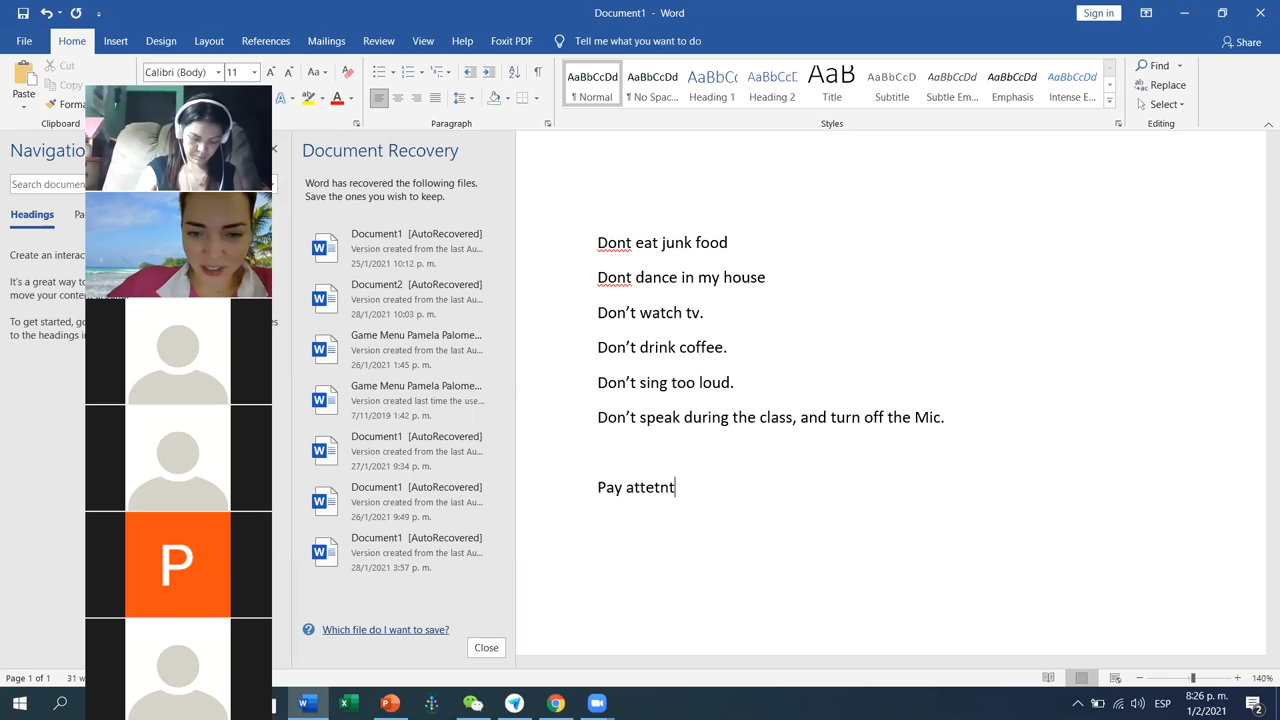 Document1 - Word
Sign in
File Home Insert Design Layout References Mailings Review View Help Foxit PDF Tell me what you want to do
Share
Paste
Cut
Copy
Forma
Calibri (Body) 11
Clipboard
Paragraph
AaBbCcDd AaBbCcDd AaBbCc AaBbCcD AaB AaBbCcDd AaBbCcDd AaBbCcDd AaBbCcDd
¶ Normal ¶ No Spac... Heading 1 Heading 2 Title Subtitle Subtle Em... Emphasis Intense E...
Styles
Find
Replace
Select
Editing
Navigatio
Search documen
Headings Pa
Create an interac
It's a great way to
move your conten
To get started, go
to the headings i
Document Recovery
Word has recovered the following files.
Save the ones you wish to keep.
Document1 [AutoRecovered]
Version created from the last Au...
25/1/2021 10:12 p. m.
Document2 [AutoRecovered]
Version created from the last Au...
28/1/2021 10:03 p. m.
Game Menu Pamela Palome...
Version created from the last Au...
26/1/2021 1:45 p. m.
Game Menu Pamela Palome...
Version created last time the use...
7/11/2019 1:42 p. m.
Document1 [AutoRecovered]
Version created from the last Au...
27/1/2021 9:34 p. m.
Document1 [AutoRecovered]
Version created from the last Au...
26/1/2021 9:49 p. m.
Document1 [AutoRecovered]
Version created from the last Au...
28/1/2021 3:57 p. m.
Which file do I want to save?
Close
Dont eat junk food
Dont dance in my house
Don’t watch tv.
Don’t drink coffee.
Don’t sing too loud.
Don’t speak during the class, and turn off the Mic.
Pay attetnt
P
Page 1 of 1 31 w
140%
ESP
8:26 p. m.
1/2/2021
2